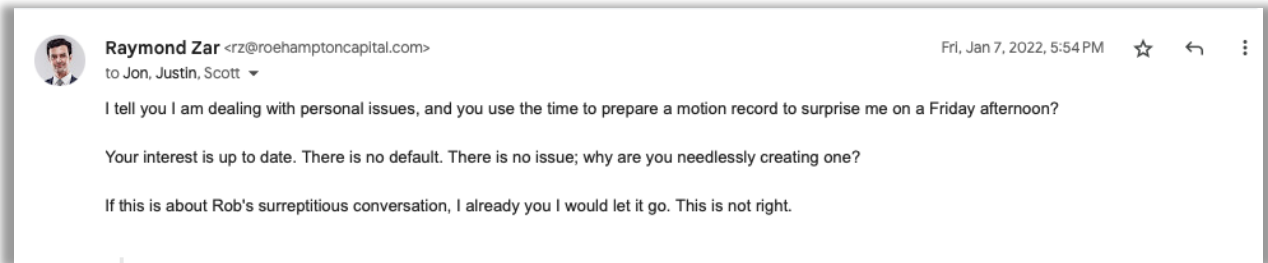 Raymond Zar <rz@roehamptoncapital.com>
Fri, Jan 7, 2022, 5:54 PM
to Jon, Justin, Scott
I tell you I am dealing with personal issues, and you use the time to prepare a motion record to surprise me on a Friday afternoon?
Your interest is up to date. There is no default. There is no issue; why are you needlessly creating one?
If this is about Rob's surreptitious conversation, I already you I would let it go. This is not right.